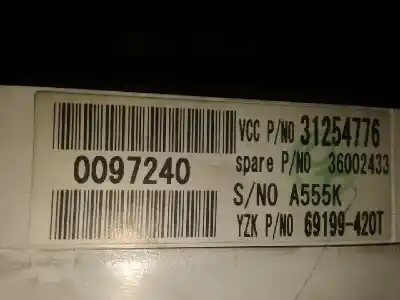 VCC P/NO 31254776
spare P/NO 36002433
0097240
S/NO A555K
YZK P/NO 69199-420T